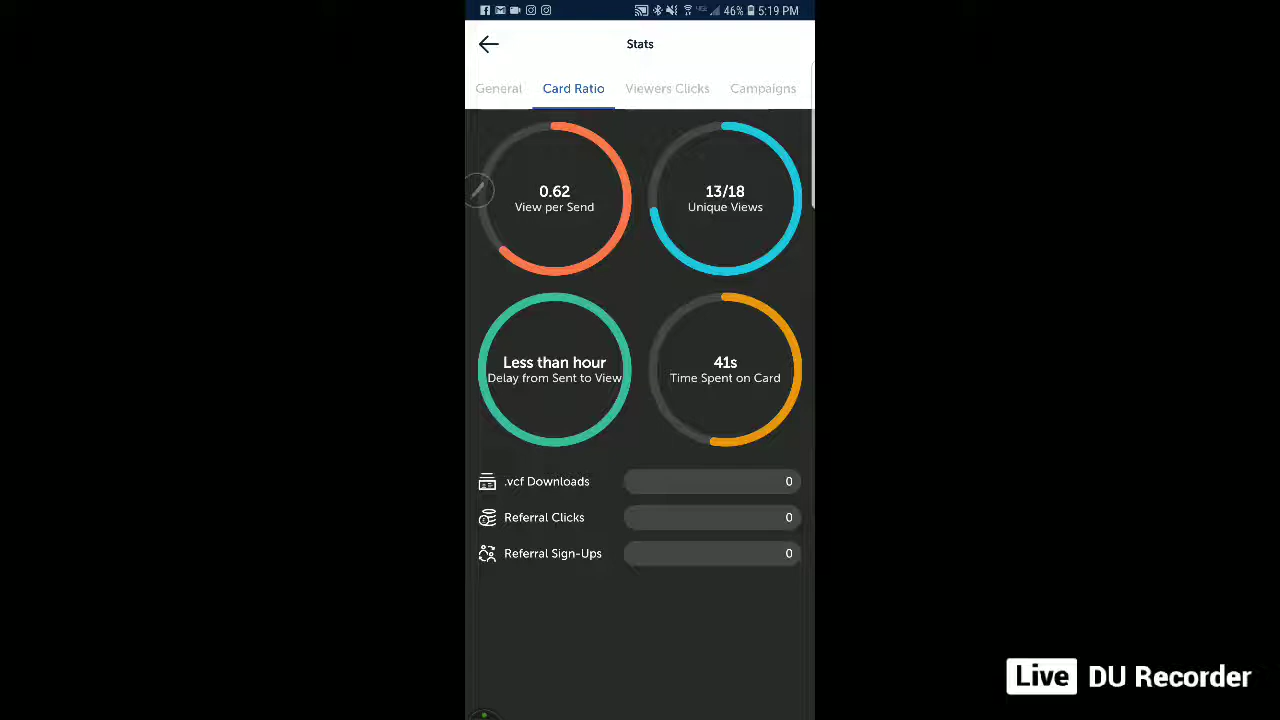 46% 5:19 PM
Stats
General Card Ratio Viewers Clicks Campaigns
0.62
View per Send
13/18
Unique Views
Less than hour
Delay from Sent to View
41s
Time Spent on Card
.vcf Downloads 0
Referral Clicks 0
Referral Sign-Ups 0
Live DU Recorder